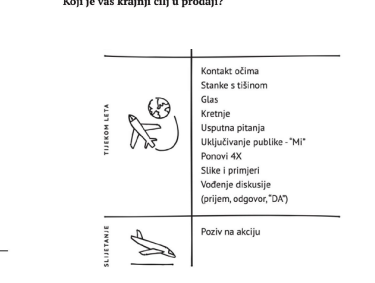 Koji je vaš krajnji cilj u prodaji?
TIJEKOM LETA
Kontakt očima
Stanke s tišinom
Glas
Kretnje
Usputna pitanja
Uključivanje publike - "Mi"
Ponovi 4X
Slike i primjeri
Vođenje diskusije
(prijem, odgovor, "DA")
SLIJETANJE
Poziv na akciju